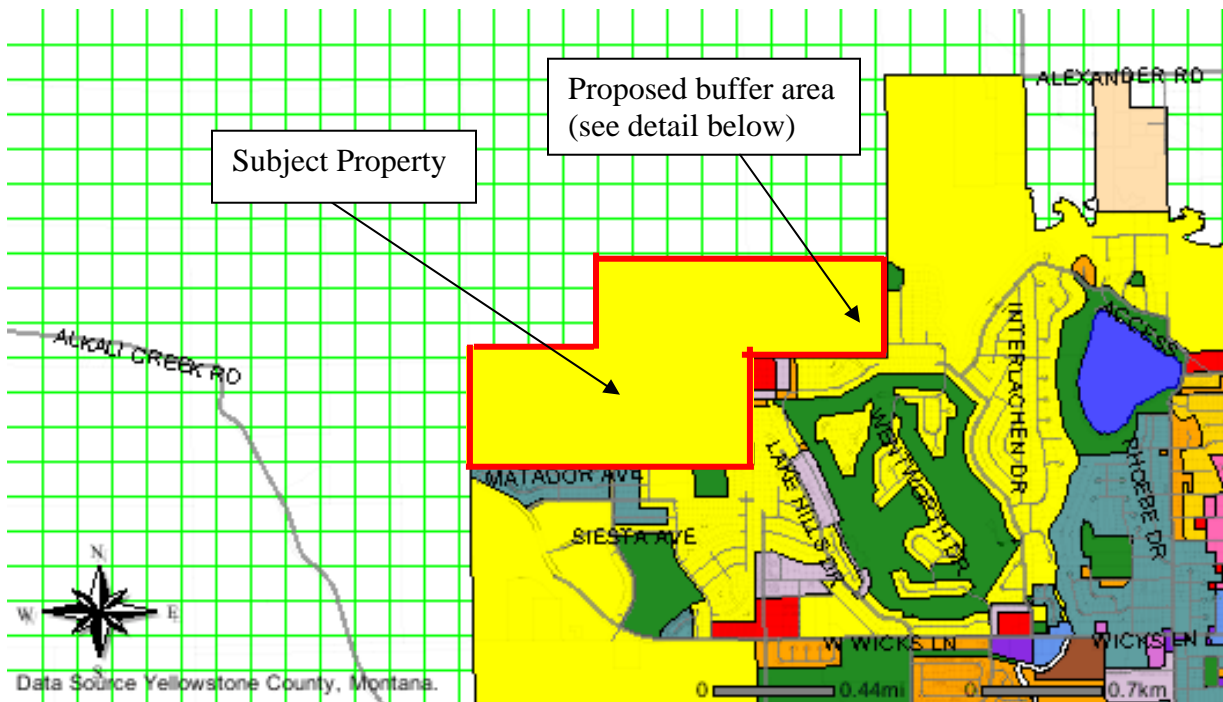 ALEXANDER RD
Proposed buffer area
(see detail below)
Subject Property
ALKALI CREEK RD
ACCESS
INTERLACHEN DR
WENTWORTH DR
LAKE HILLS DR
PHOEBE DR
MATADOR AVE
SIESTA AVE
N
W E
S
W WICKS LN
WICKS LN
Data Source Yellowstone County, Montana.
0 0.44mi
0 0.7km